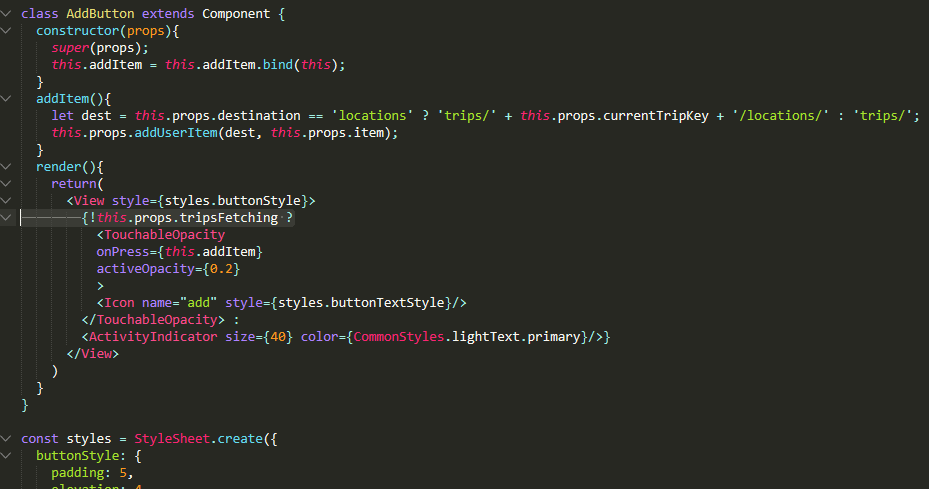 class AddButton extends Component {
constructor(props){
super(props);
this.addItem = this.addItem.bind(this);
}
addItem(){
let dest = this.props.destination == 'locations' ? 'trips/' + this.props.currentTripKey + '/locations/' : 'trips/';
this.props.addUserItem(dest, this.props.item);
}
render(){
return(
<View style={styles.buttonStyle}>
{!this.props.tripsFetching ?
<TouchableOpacity
onPress={this.addItem}
activeOpacity={0.2}
>
<Icon name="add" style={styles.buttonTextStyle}/>
</TouchableOpacity> :
<ActivityIndicator size={40} color={CommonStyles.lightText.primary}/>}
</View>
)
}
}
const styles = StyleSheet.create({
buttonStyle: {
padding: 5,
elevation: 4